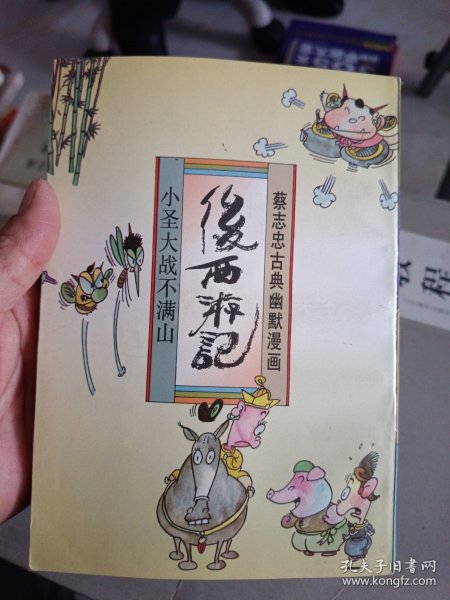 蔡志忠古典幽默漫画
後西游記
小圣大战不满山
程
孔夫子旧书网
www.kongfz.com